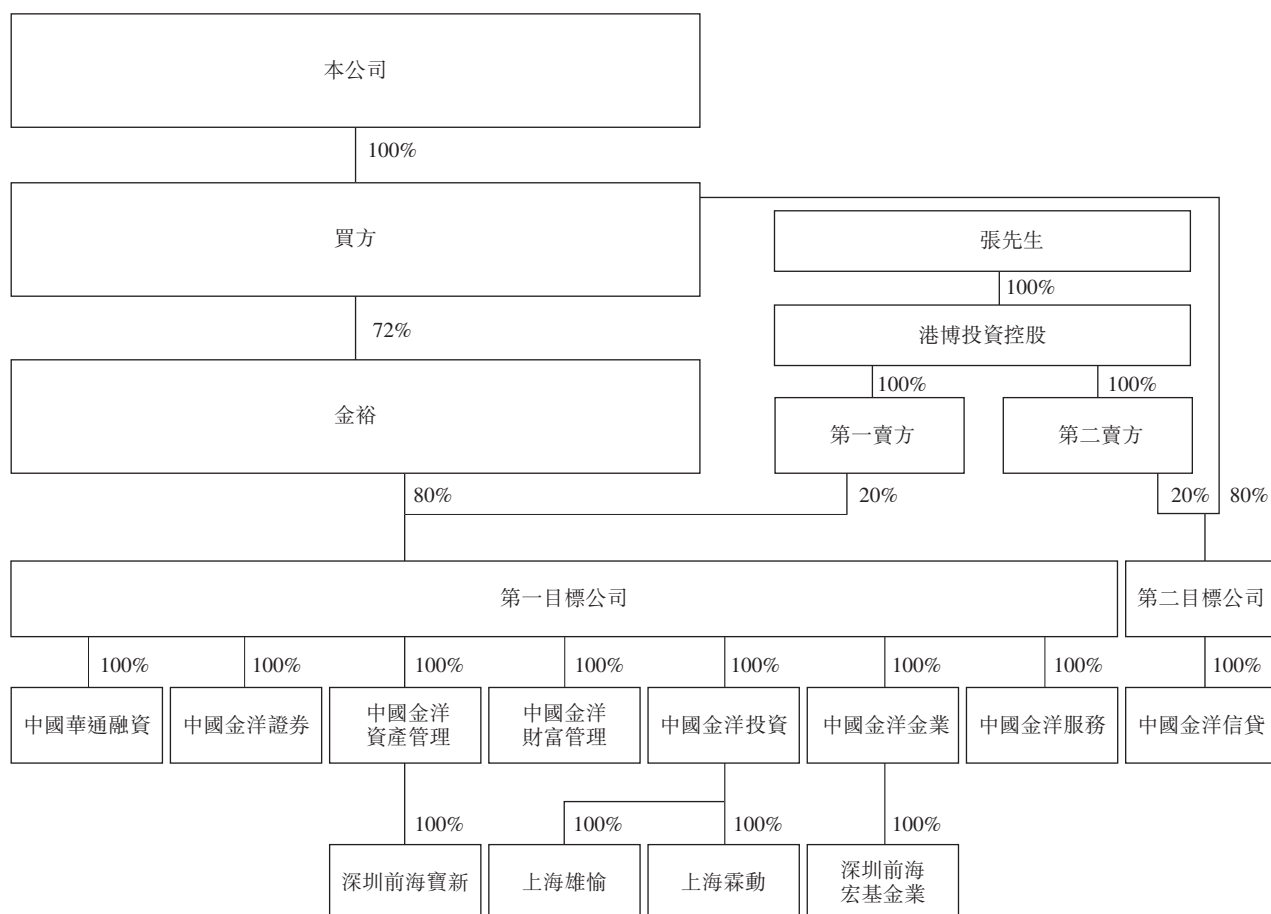 本公司
100%
買方
張先生
100%
72%
港博投資控股
100%
100%
金裕
第一賣方
第二賣方
80%
20%
20%
80%
第一目標公司
第二目標公司
100%
100%
100%
100%
100%
100%
100%
100%
中國華通融資
中國金洋證券
中國金洋
資產管理
中國金洋
財富管理
中國金洋投資
中國金洋金業
中國金洋服務
中國金洋信貸
100%
100%
100%
100%
深圳前海寶新
上海雄愉
上海霖動
深圳前海
宏基金業